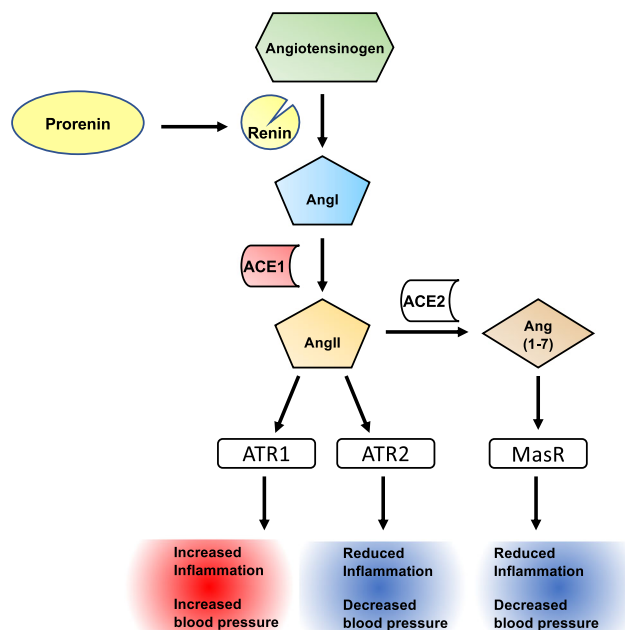 Angiotensinogen
Prorenin
Renin
AngI
ACE1
ACE2
AngII
Ang
(1-7)
ATR1
ATR2
MasR
Increased
Inflammation
Increased
blood pressure
Reduced
Inflammation
Decreased
blood pressure
Reduced
Inflammation
Decreased
blood pressure